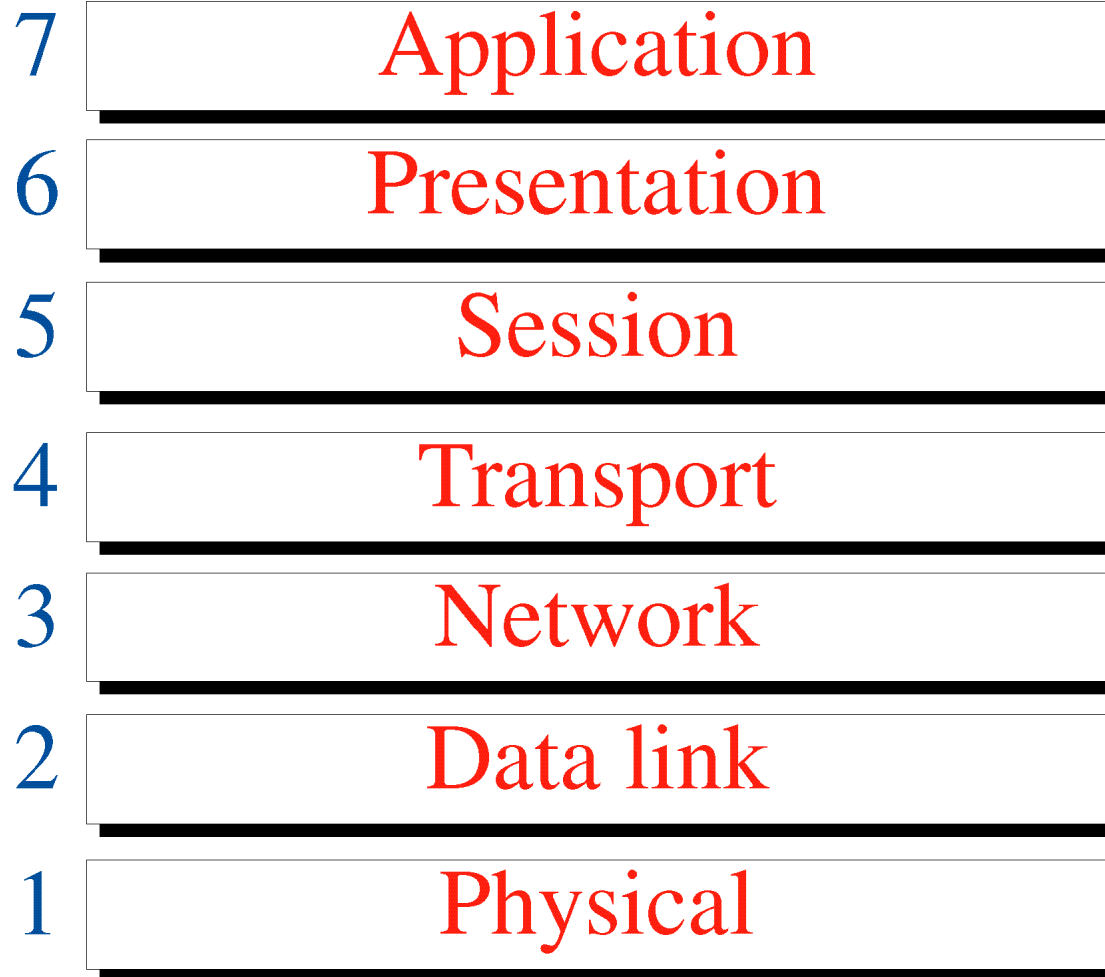 7 Application
6 Presentation
5 Session
4 Transport
3 Network
2 Data link
1 Physical